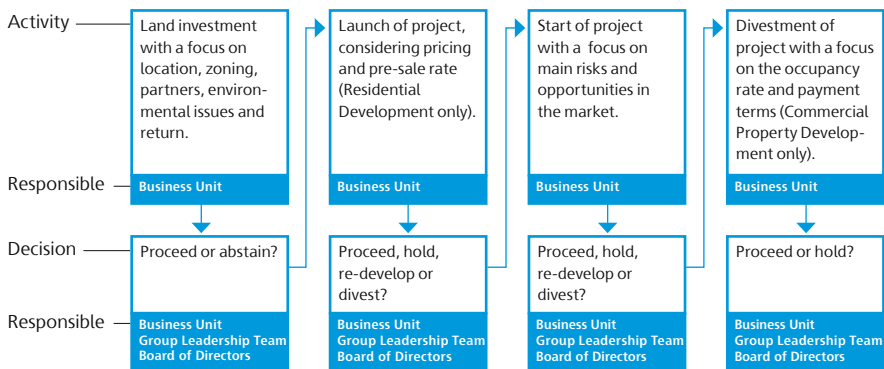 Activity
Land investment
with a focus on
location, zoning,
partners, environ-
mental issues and
return.
Launch of project,
considering pricing
and pre-sale rate
(Residential
Development only).
Start of project
with a focus on
main risks and
opportunities in
the market.
Divestment of
project with a focus
on the occupancy
rate and payment
terms (Commercial
Property Develop-
ment only).
Responsible
Business Unit
Business Unit
Business Unit
Business Unit
Decision
Proceed or abstain?
Proceed, hold,
re-develop or
divest?
Proceed, hold,
re-develop or
divest?
Proceed or hold?
Responsible
Business Unit
Group Leadership Team
Board of Directors
Business Unit
Group Leadership Team
Board of Directors
Business Unit
Group Leadership Team
Board of Directors
Business Unit
Group Leadership Team
Board of Directors